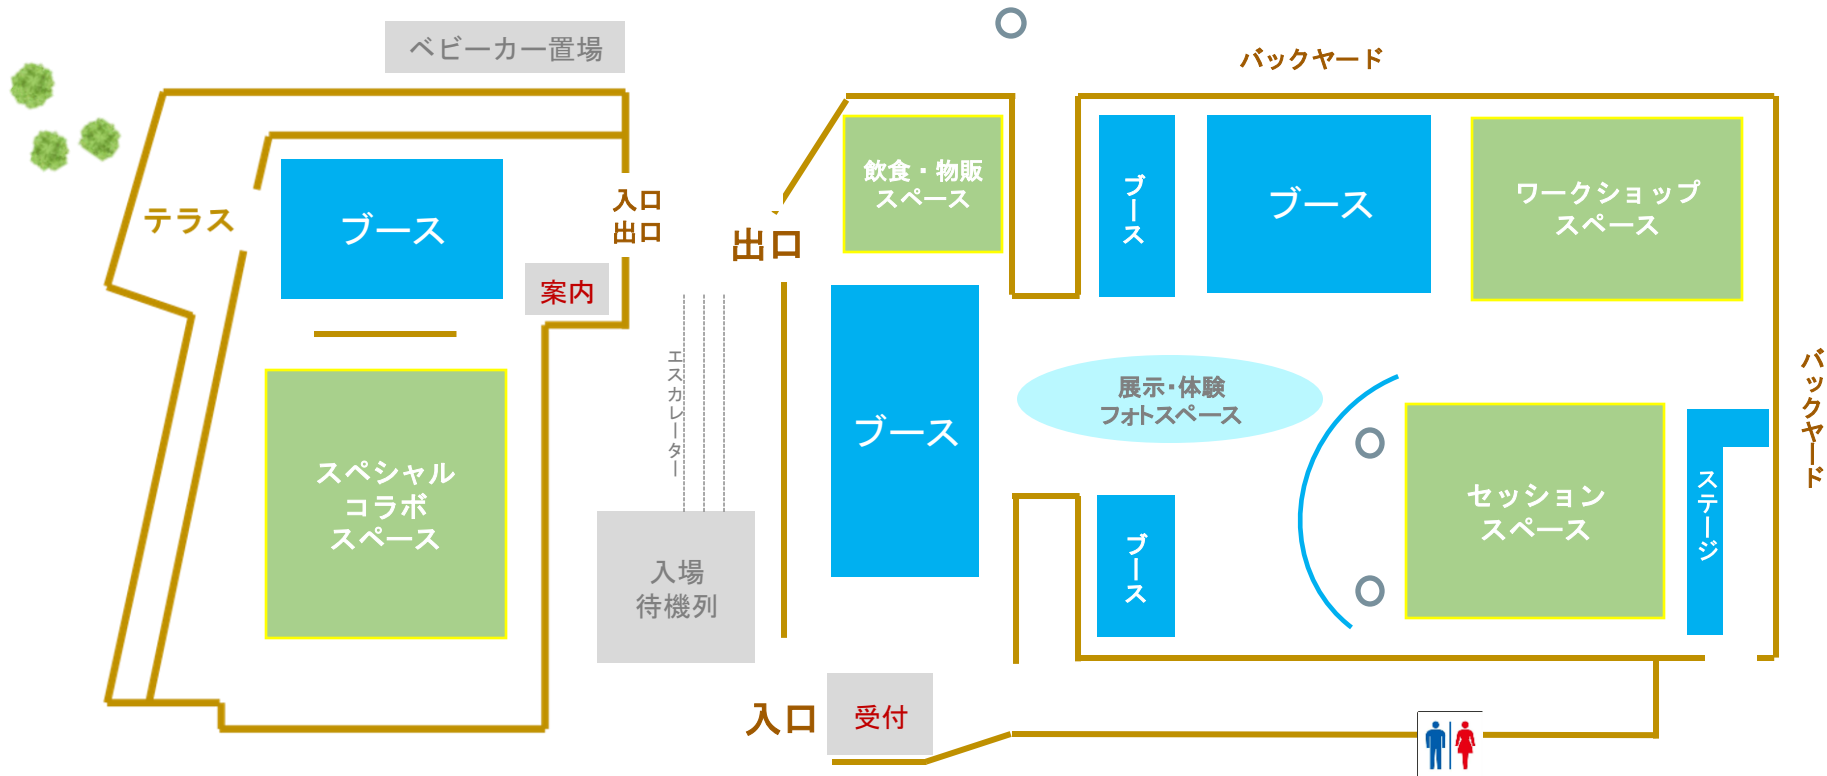 ベビーカー置場
バックヤード
飲食・物販
スペース
ブース
ブース
ワークショップ
スペース
テラス
ブース
入口
出口
出口
案内
エスカレーター
展示・体験
フォトスペース
バックヤード
ブース
スペシャル
コラボ
スペース
セッション
スペース
ステージ
入場
待機列
ブース
入口
受付